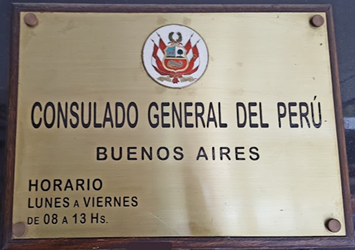 CONSULADO GENERAL DEL PERÚ
BUENOS AIRES
HORARIO
LUNES A VIERNES
DE 08 A 13 Hs.